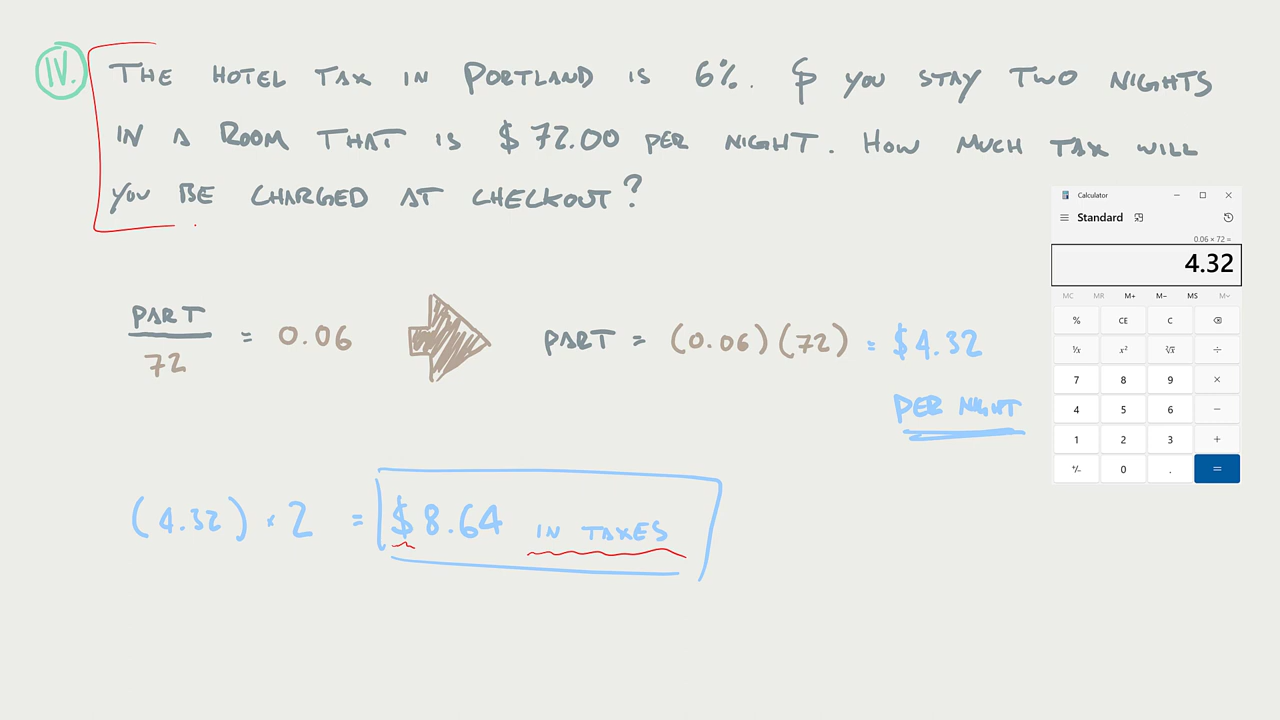 IV. THE HOTEL TAX IN PORTLAND IS 6%. IF YOU STAY TWO NIGHTS
IN A ROOM THAT IS $72.00 PER NIGHT. HOW MUCH TAX WILL
YOU BE CHARGED AT CHECKOUT?
Calculator
Standard
0.06 × 72 =
4.32
MC MR M+ M− MS M˅
% CE C
⅟x x² ²√x ÷
7 8 9 ×
4 5 6 −
1 2 3 +
+/− 0 . =
PART
72
= 0.06
PART = (0.06)(72) = $4.32
PER NIGHT
(4.32) × 2 = $8.64 IN TAXES